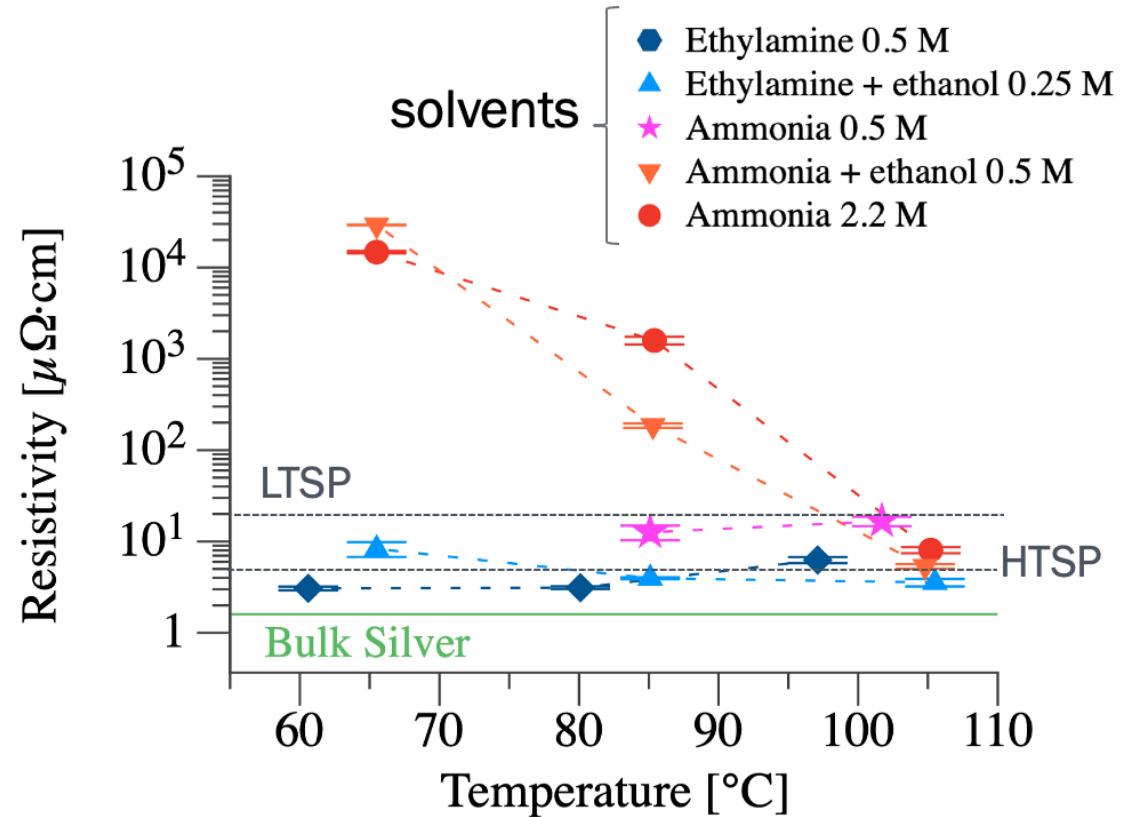 solvents
Ethylamine 0.5 M
Ethylamine + ethanol 0.25 M
Ammonia 0.5 M
Ammonia + ethanol 0.5 M
Ammonia 2.2 M
Resistivity [μΩ·cm]
10⁵
10⁴
10³
10²
10¹
1
LTSP
HTSP
Bulk Silver
60 70 80 90 100 110
Temperature [°C]